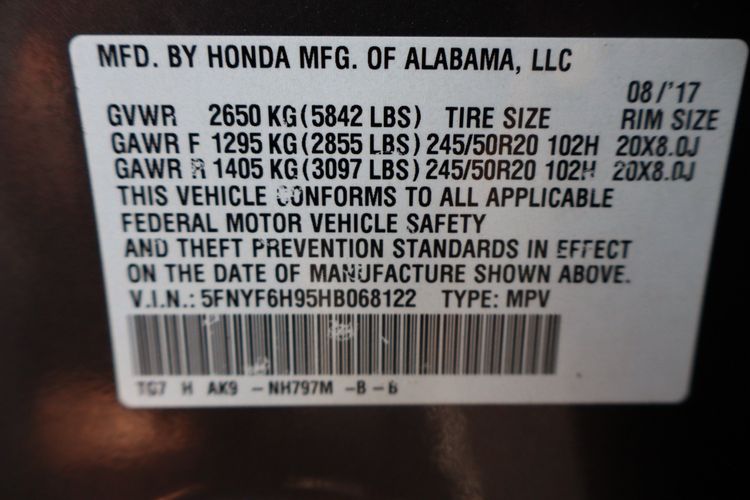 MFD. BY HONDA MFG. OF ALABAMA, LLC
08/'17
GVWR 2650 KG (5842 LBS) TIRE SIZE RIM SIZE
GAWR F 1295 KG (2855 LBS) 245/50R20 102H 20X8.0J
GAWR R 1405 KG (3097 LBS) 245/50R20 102H 20X8.0J
THIS VEHICLE CONFORMS TO ALL APPLICABLE
FEDERAL MOTOR VEHICLE SAFETY
AND THEFT PREVENTION STANDARDS IN EFFECT
ON THE DATE OF MANUFACTURE SHOWN ABOVE.
V.I.N.: 5FNYF6H95HB068122 TYPE: MPV
TG7 H AK9 -NH797M -B-6